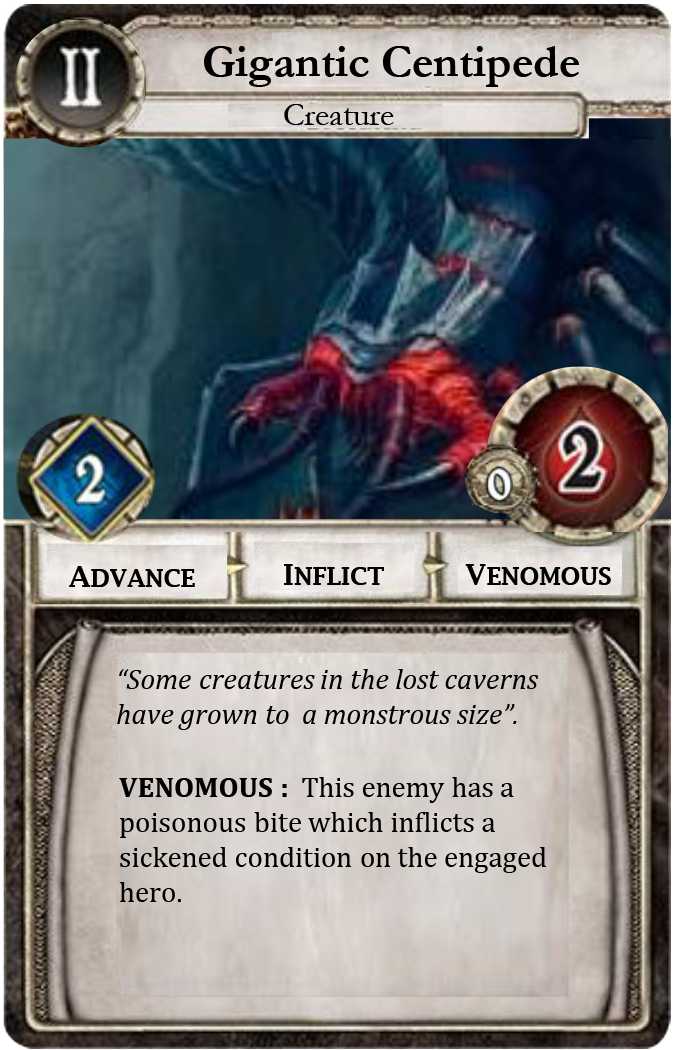 II
Gigantic Centipede
Creature
2
0
2
ADVANCE
INFLICT
VENOMOUS
“Some creatures in the lost caverns
have grown to a monstrous size”.
VENOMOUS : This enemy has a
poisonous bite which inflicts a
sickened condition on the engaged
hero.